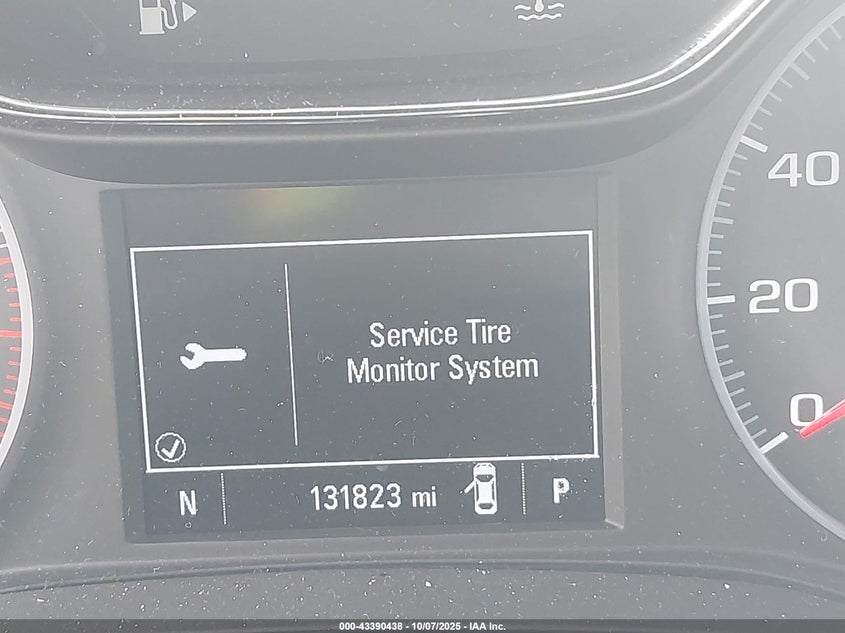 40
20
0
Service Tire
Monitor System
N 131823 mi P
000-43390438 - 10/07/2025 - IAA Inc.